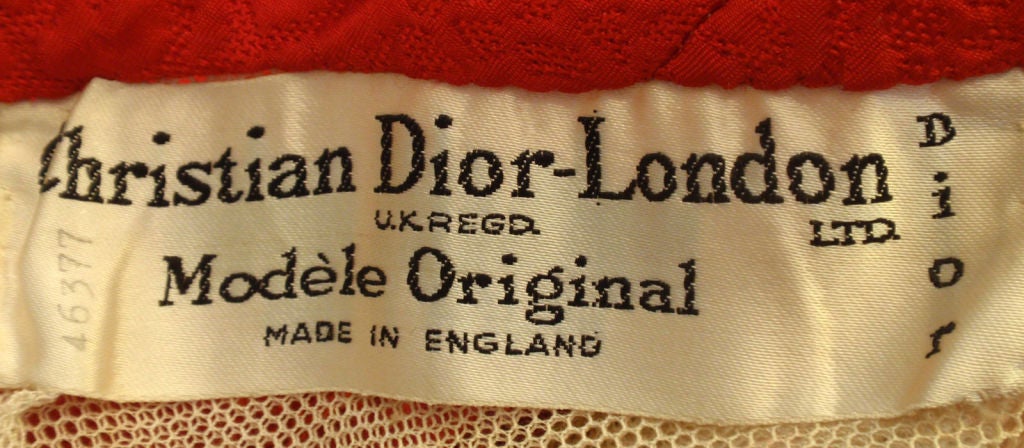 Christian Dior-London
U.K REGD.
LTD.
Modèle Original
MADE IN ENGLAND
Dior
46377